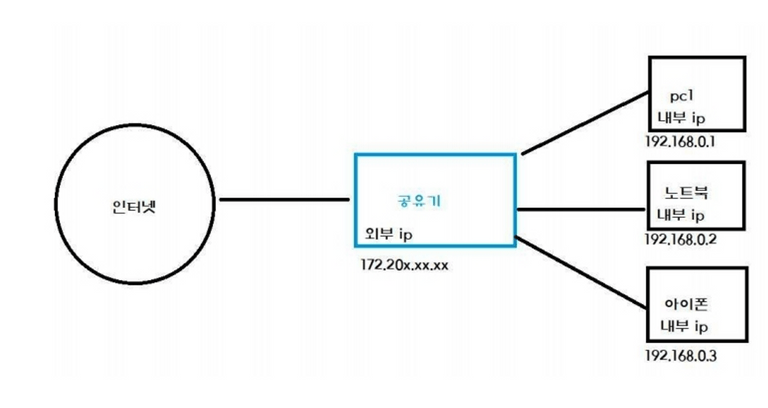 인터넷
공유기
외부 ip
172.20x.xx.xx
pc1
내부 ip
192.168.0.1
노트북
내부 ip
192.168.0.2
아이폰
내부 ip
192.168.0.3